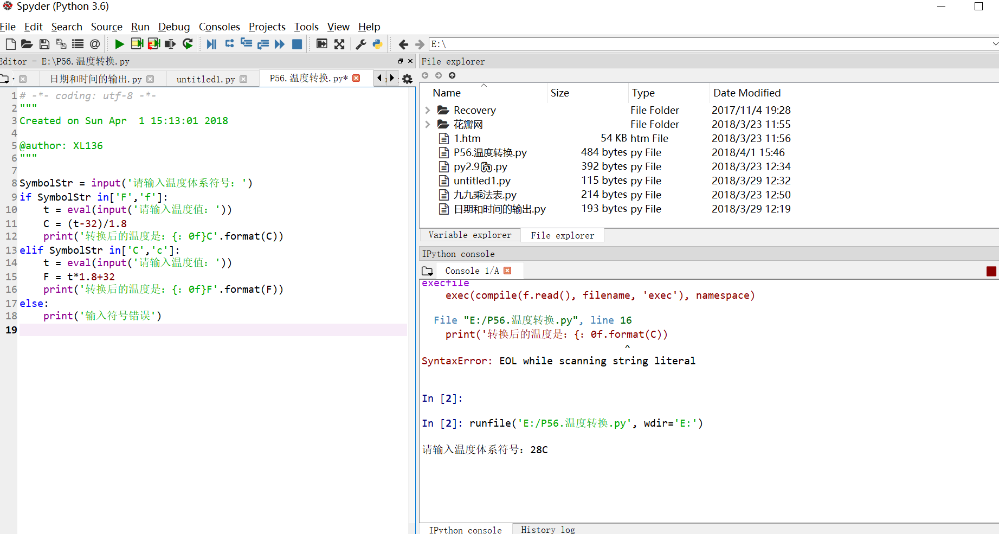 Spyder (Python 3.6)
File Edit Search Source Run Debug Consoles Projects Tools View Help
E:\
Editor - E:\P56.温度转换.py
日期和时间的输出.py
untitled1.py
P56.温度转换.py*
1 # -*- coding: utf-8 -*-
2 """
3 Created on Sun Apr  1 15:13:01 2018
4
5 @author: XL136
6 """
7
8 SymbolStr = input('请输入温度体系符号：')
9 if SymbolStr in['F','f']:
10     t = eval(input('请输入温度值：'))
11     C = (t-32)/1.8
12     print('转换后的温度是：{：0f}C'.format(C))
13 elif SymbolStr in['C','c']:
14     t = eval(input('请输入温度值：'))
15     F = t*1.8+32
16     print('转换后的温度是：{：0f}F'.format(F))
17 else:
18     print('输入符号错误')
19
File explorer
Name Size Type Date Modified
Recovery File Folder 2017/11/4 19:28
花瓣网 File Folder 2018/3/23 11:55
1.htm 54 KB htm File 2018/3/23 11:56
P56.温度转换.py 484 bytes py File 2018/4/1 15:46
py2.9.py 392 bytes py File 2018/3/23 12:34
untitled1.py 115 bytes py File 2018/3/29 12:32
九九乘法表.py 214 bytes py File 2018/3/23 12:50
日期和时间的输出.py 193 bytes py File 2018/3/29 12:19
Variable explorer File explorer
IPython console
Console 1/A
execfile
    exec(compile(f.read(), filename, 'exec'), namespace)
  File "E:/P56.温度转换.py", line 16
    print('转换后的温度是：{：0f.format(C))
^
SyntaxError: EOL while scanning string literal
In [2]:
In [2]: runfile('E:/P56.温度转换.py', wdir='E:')
请输入温度体系符号：28C
IPython console History log